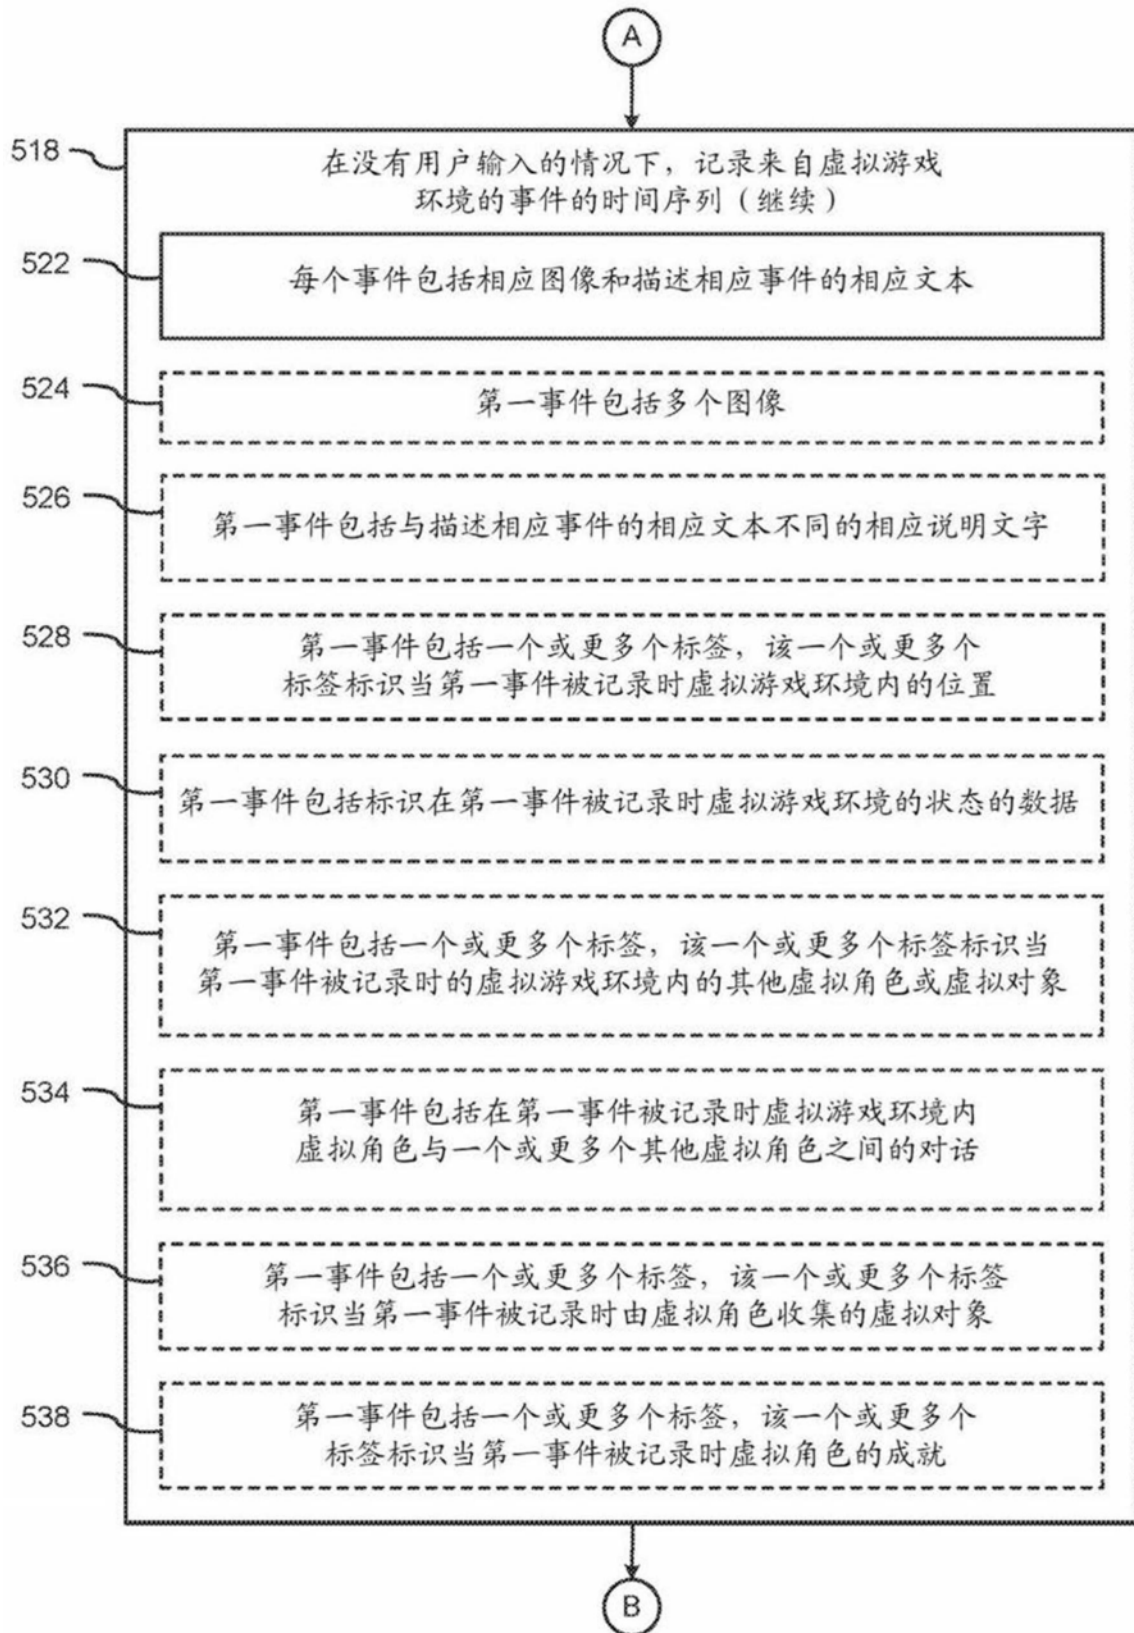 A
518
在没有用户输入的情况下，记录来自虚拟游戏
环境的事件的时间序列（继续）
522
每个事件包括相应图像和描述相应事件的相应文本
524
第一事件包括多个图像
526
第一事件包括与描述相应事件的相应文本不同的相应说明文字
528
第一事件包括一个或更多个标签，该一个或更多个
标签标识当第一事件被记录时虚拟游戏环境内的位置
530
第一事件包括标识在第一事件被记录时虚拟游戏环境的状态的数据
532
第一事件包括一个或更多个标签，该一个或更多个标签标识当
第一事件被记录时的虚拟游戏环境内的其他虚拟角色或虚拟对象
534
第一事件包括在第一事件被记录时虚拟游戏环境内
虚拟角色与一个或更多个其他虚拟角色之间的对话
536
第一事件包括一个或更多个标签，该一个或更多个标签
标识当第一事件被记录时由虚拟角色收集的虚拟对象
538
第一事件包括一个或更多个标签，该一个或更多个
标签标识当第一事件被记录时虚拟角色的成就
B